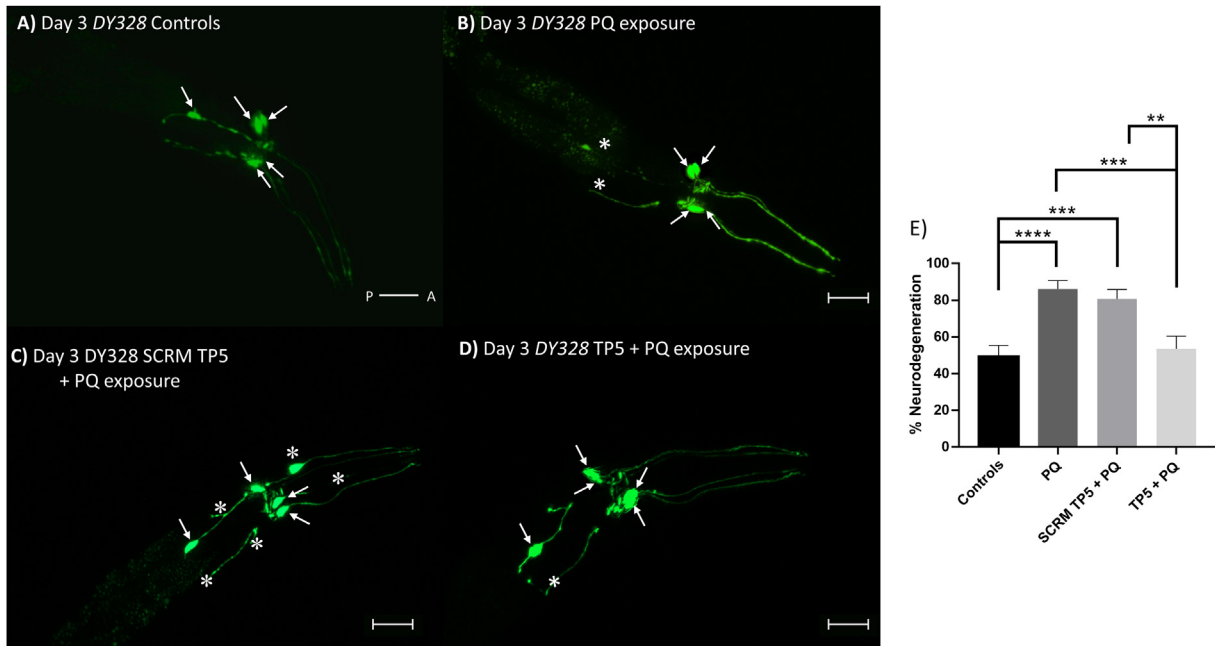 A) Day 3 DY328 Controls
P A
B) Day 3 DY328 PQ exposure
C) Day 3 DY328 SCRM TP5
+ PQ exposure
* * * * *
D) Day 3 DY328 TP5 + PQ exposure
*
* *
E)
**
***
***
****
100
80
60
40
20
0
% Neurodegeneration
Controls
PQ
SCRM TP5 + PQ
TP5 + PQ